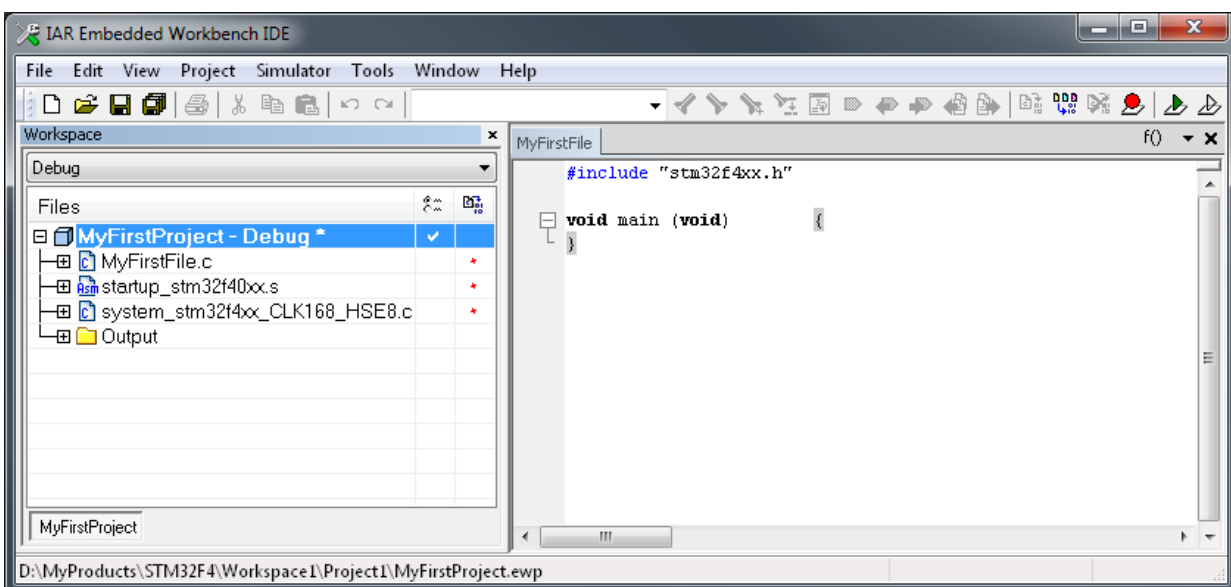 IAR Embedded Workbench IDE
File Edit View Project Simulator Tools Window Help
Workspace
Debug
Files
MyFirstProject - Debug *
MyFirstFile.c
startup_stm32f40xx.s
system_stm32f4xx_CLK168_HSE8.c
Output
MyFirstProject
MyFirstFile
f()
#include "stm32f4xx.h"
void main (void) {
}
D:\MyProducts\STM32F4\Workspace1\Project1\MyFirstProject.ewp